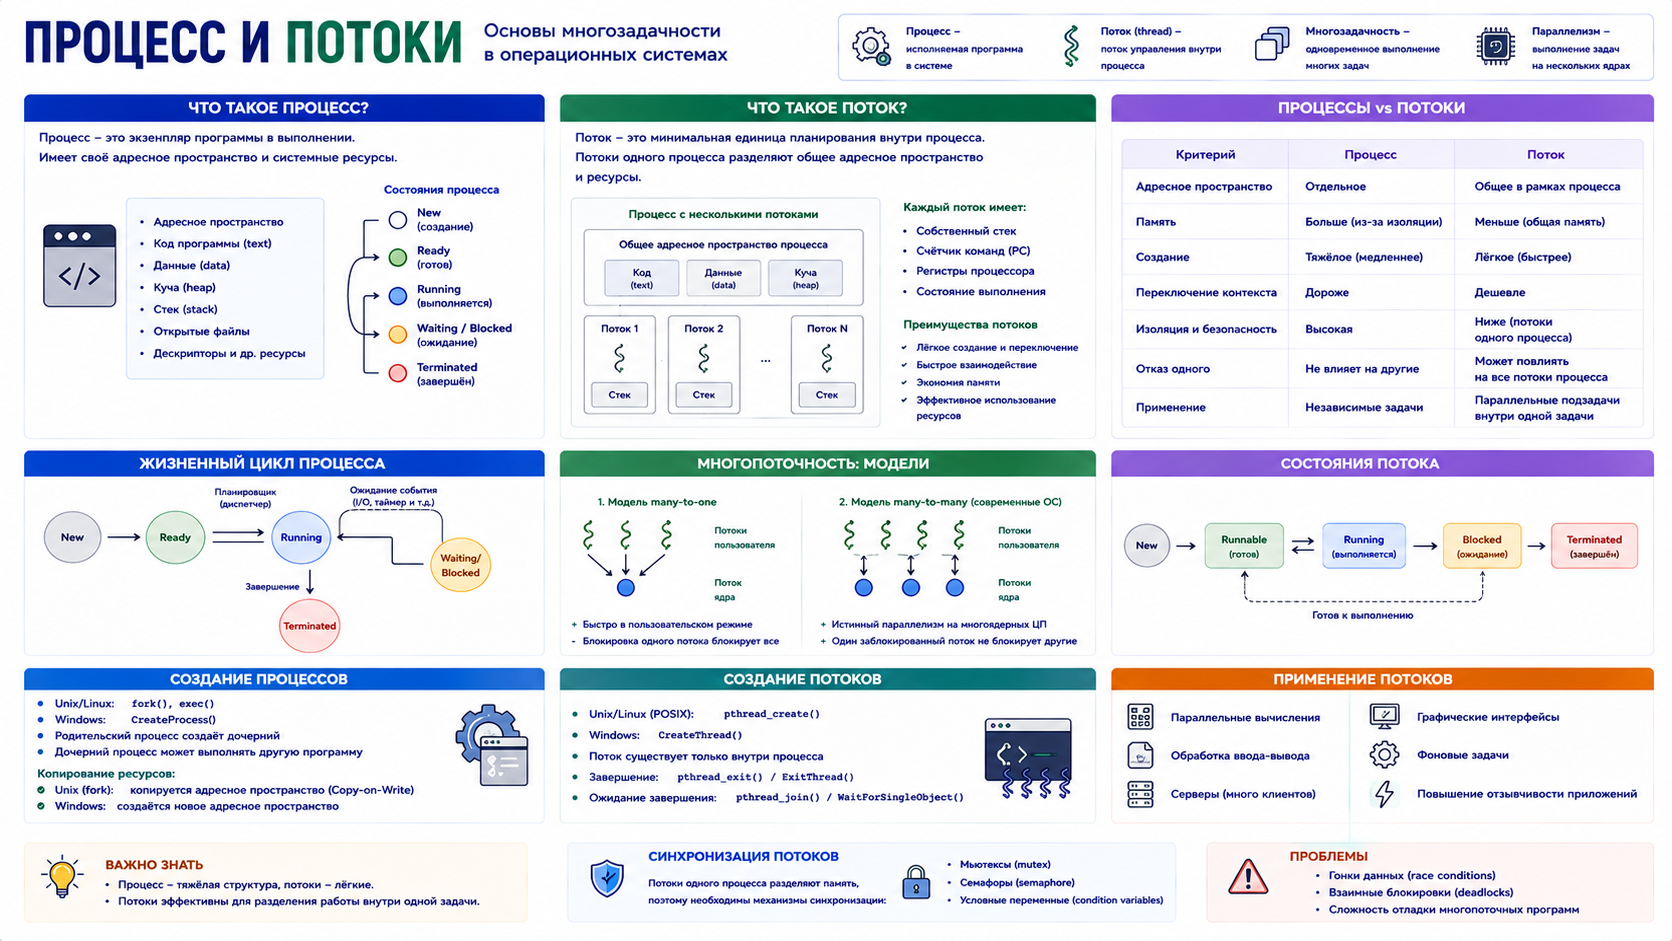 ПРОЦЕСС И ПОТОКИ
Основы многозадачности
в операционных системах
Процесс –
исполняемая программа
в системе
Поток (thread) –
поток управления внутри
процесса
Многозадачность –
одновременное выполнение
многих задач
Параллелизм –
выполнение задач
на нескольких ядрах
ЧТО ТАКОЕ ПРОЦЕСС?
Процесс – это экземпляр программы в выполнении.
Имеет своё адресное пространство и системные ресурсы.
</>
• Адресное пространство
• Код программы (text)
• Данные (data)
• Куча (heap)
• Стек (stack)
• Открытые файлы
• Дескрипторы и др. ресурсы
Состояния процесса
New
(создание)
Ready
(готов)
Running
(выполняется)
Waiting / Blocked
(ожидание)
Terminated
(завершён)
ЧТО ТАКОЕ ПОТОК?
Поток – это минимальная единица планирования внутри процесса.
Потоки одного процесса разделяют общее адресное пространство
и ресурсы.
Процесс с несколькими потоками
Общее адресное пространство процесса
Код
(text)
Данные
(data)
Куча
(heap)
Поток 1
Поток 2
Поток N
...
Стек
Стек
Стек
Каждый поток имеет:
• Собственный стек
• Счётчик команд (PC)
• Регистры процессора
• Состояние выполнения
Преимущества потоков
✓ Лёгкое создание и переключение
✓ Быстрое взаимодействие
✓ Экономия памяти
✓ Эффективное использование
ресурсов
ПРОЦЕССЫ vs ПОТОКИ
Критерий Процесс Поток
Адресное пространство Отдельное Общее в рамках процесса
Память Больше (из-за изоляции) Меньше (общая память)
Создание Тяжёлое (медленнее) Лёгкое (быстрее)
Переключение контекста Дороже Дешевле
Изоляция и безопасность Высокая Ниже (потоки
одного процесса)
Отказ одного Не влияет на другие Может повлиять
на все потоки процесса
Применение Независимые задачи Параллельные подзадачи
внутри одной задачи
ЖИЗНЕННЫЙ ЦИКЛ ПРОЦЕССА
Планировщик
(диспетчер)
Ожидание события
(I/O, таймер и т.д.)
New
Ready
Running
Waiting/
Blocked
Завершение
Terminated
МНОГОПОТОЧНОСТЬ: МОДЕЛИ
1. Модель many-to-one
Потоки
пользователя
Поток
ядра
+ Быстро в пользовательском режиме
- Блокировка одного потока блокирует все
2. Модель many-to-many (современные ОС)
Потоки
пользователя
Потоки
ядра
+ Истинный параллелизм на многоядерных ЦП
+ Один заблокированный поток не блокирует другие
СОСТОЯНИЯ ПОТОКА
New
Runnable
(готов)
Running
(выполняется)
Blocked
(ожидание)
Terminated
(завершён)
Готов к выполнению
СОЗДАНИЕ ПРОЦЕССОВ
• Unix/Linux: fork(), exec()
• Windows: CreateProcess()
• Родительский процесс создаёт дочерний
• Дочерний процесс может выполнять другую программу
Копирование ресурсов:
Unix (fork): копируется адресное пространство (Copy-on-Write)
Windows: создаётся новое адресное пространство
СОЗДАНИЕ ПОТОКОВ
• Unix/Linux (POSIX): pthread_create()
• Windows: CreateThread()
• Поток существует только внутри процесса
• Завершение: pthread_exit() / ExitThread()
• Ожидание завершения: pthread_join() / WaitForSingleObject()
ПРИМЕНЕНИЕ ПОТОКОВ
Параллельные вычисления
Обработка ввода-вывода
Серверы (много клиентов)
Графические интерфейсы
Фоновые задачи
Повышение отзывчивости приложений
ВАЖНО ЗНАТЬ
• Процесс – тяжёлая структура, потоки – лёгкие.
• Потоки эффективны для разделения работы внутри одной задачи.
СИНХРОНИЗАЦИЯ ПОТОКОВ
Потоки одного процесса разделяют память,
поэтому необходимы механизмы синхронизации:
• Мьютексы (mutex)
• Семафоры (semaphore)
• Условные переменные (condition variables)
ПРОБЛЕМЫ
• Гонки данных (race conditions)
• Взаимные блокировки (deadlocks)
• Сложность отладки многопоточных программ